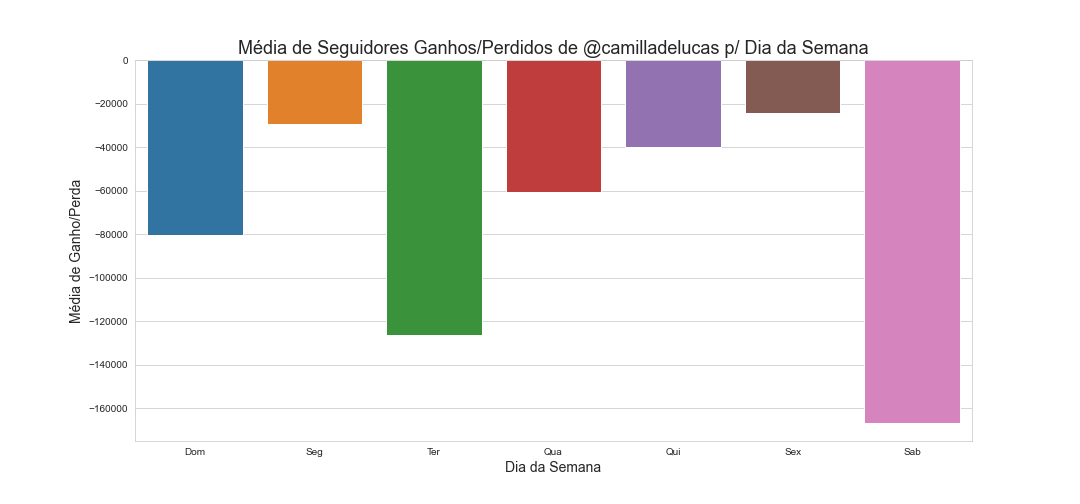 Média de Seguidores Ganhos/Perdidos de @camilladelucas p/ Dia da Semana
Média de Ganho/Perda
0
−20000
−40000
−60000
−80000
−100000
−120000
−140000
−160000
Dom Seg Ter Qua Qui Sex Sab
Dia da Semana